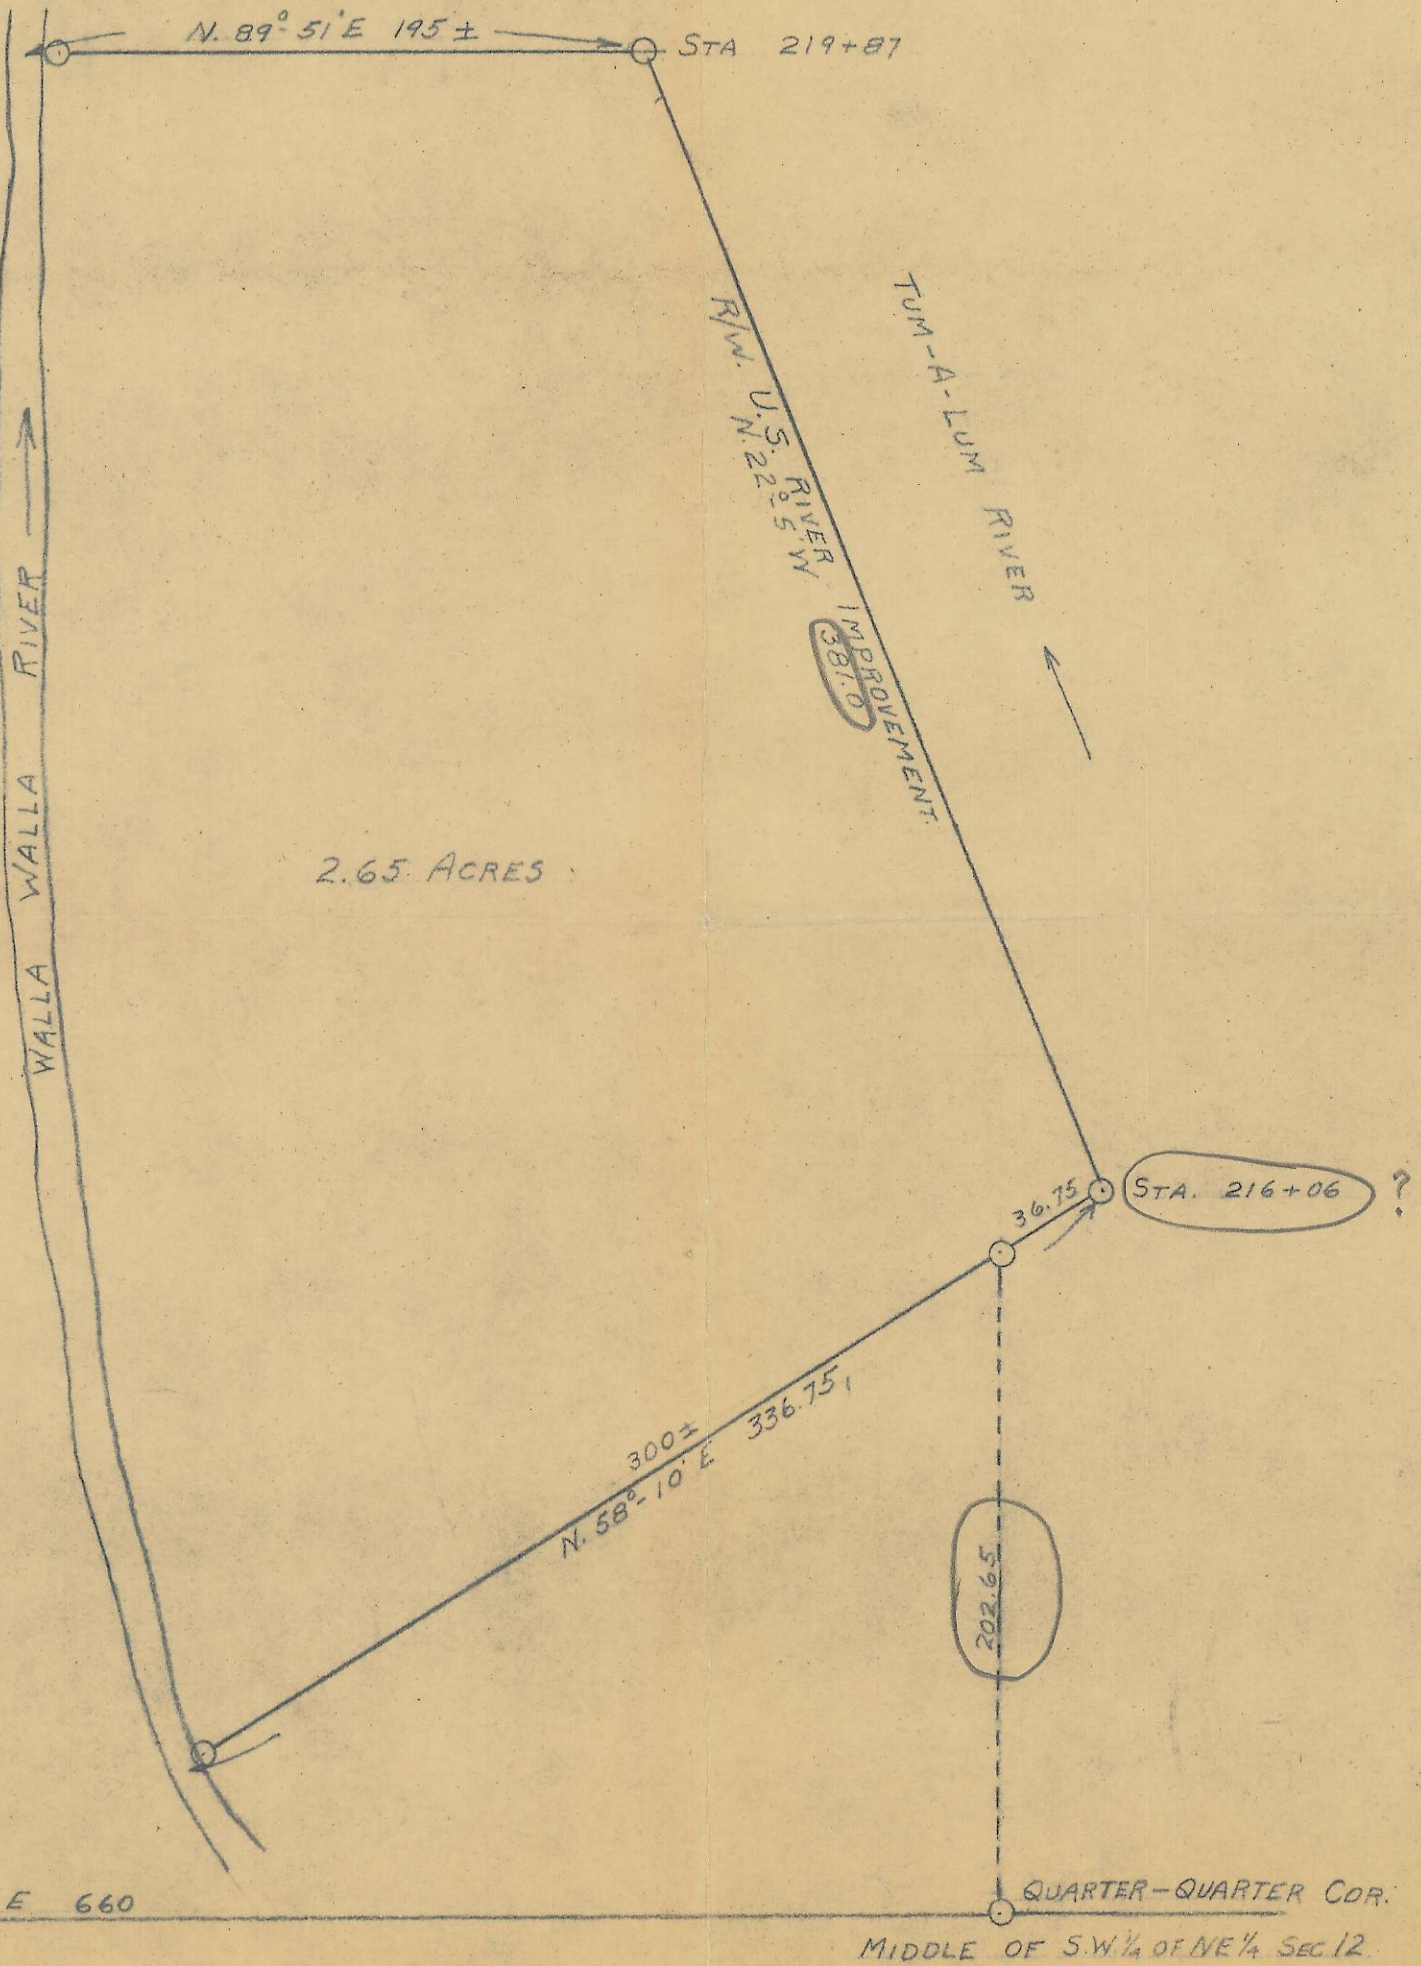 N. 89°-51' E 195 ±
STA 219+87
TUM-A-LUM RIVER
R/W. U.S. RIVER IMPROVEMENT.
N. 22°-5' W
381.0
WALLA WALLA RIVER
2.65 ACRES
36.75
STA. 216+06 ?
300±
N. 58°-10' E 336.75
202.65
E 660
QUARTER-QUARTER COR.
MIDDLE OF S.W ¼ OF NE ¼ SEC 12